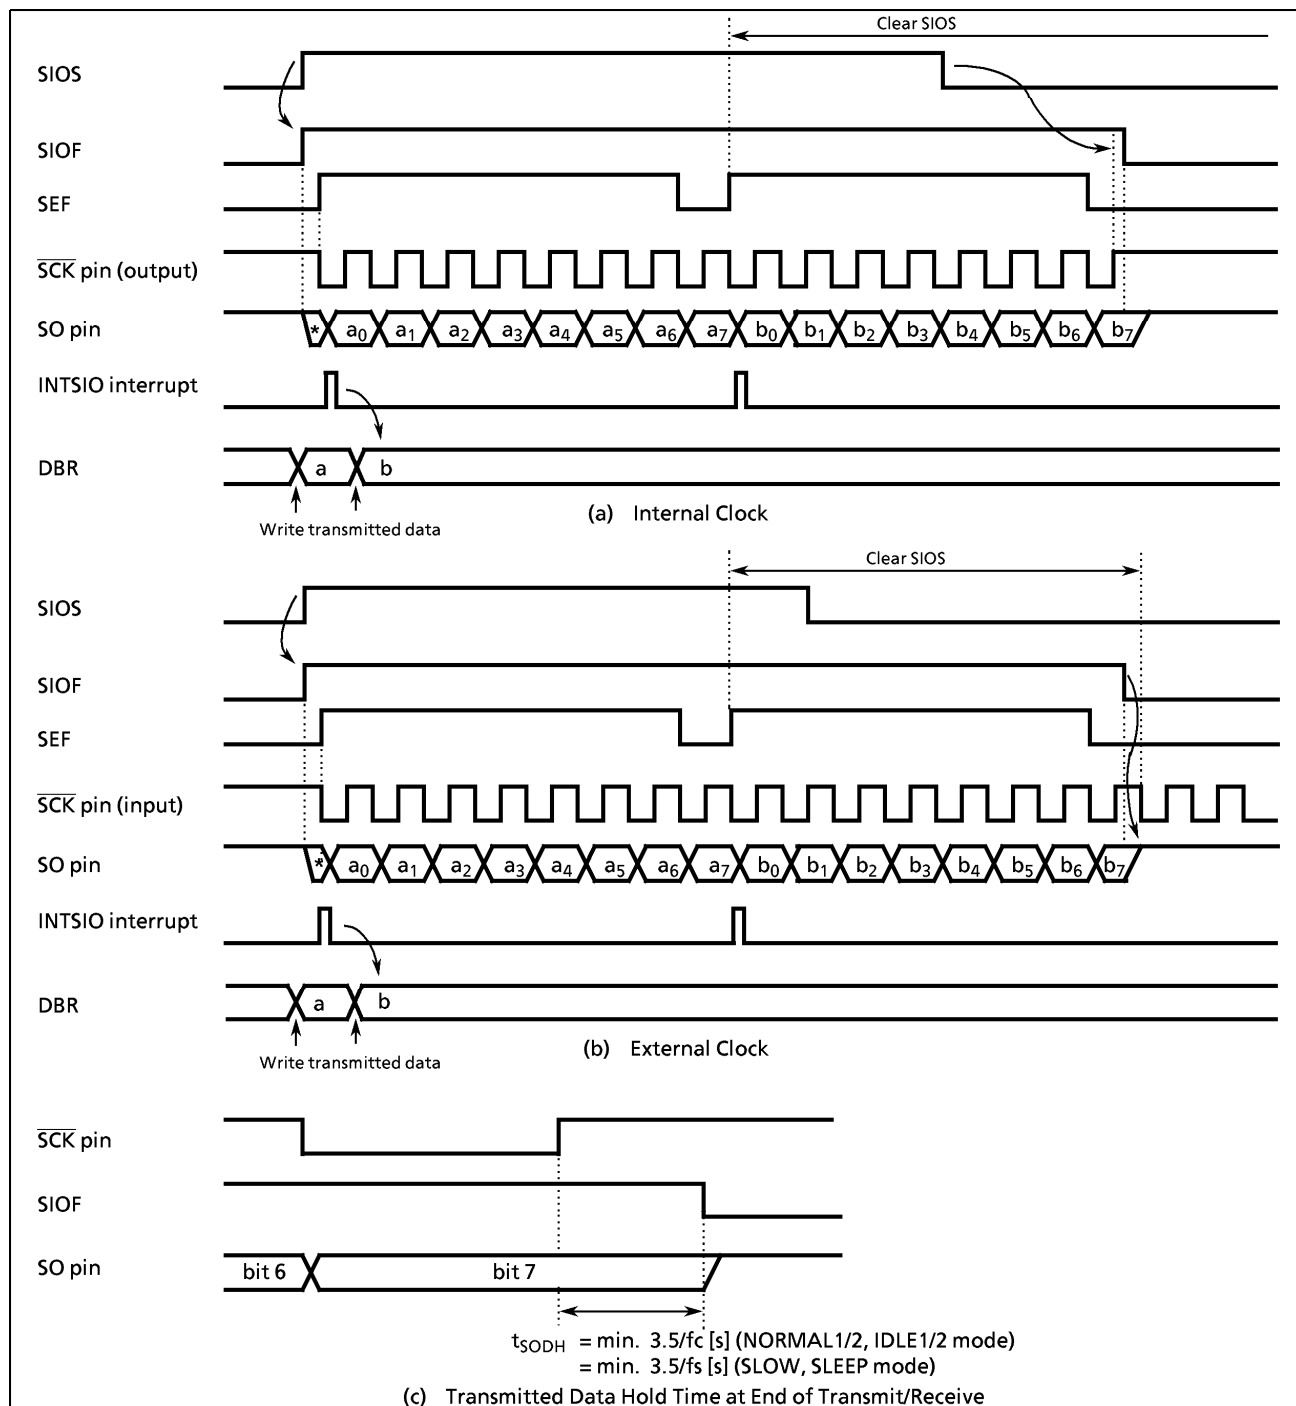 Clear SIOS
SIOS
SIOF
SEF
SCK pin (output)
SO pin
* a0 a1 a2 a3 a4 a5 a6 a7 b0 b1 b2 b3 b4 b5 b6 b7
INTSIO interrupt
DBR
a b
Write transmitted data
(a) Internal Clock
Clear SIOS
SIOS
SIOF
SEF
SCK pin (input)
SO pin
* a0 a1 a2 a3 a4 a5 a6 a7 b0 b1 b2 b3 b4 b5 b6 b7
INTSIO interrupt
DBR
a b
Write transmitted data
(b) External Clock
SCK pin
SIOF
SO pin
bit 6 bit 7
tSODH = min. 3.5/fc [s] (NORMAL1/2, IDLE1/2 mode)
= min. 3.5/fs [s] (SLOW, SLEEP mode)
(c) Transmitted Data Hold Time at End of Transmit/Receive